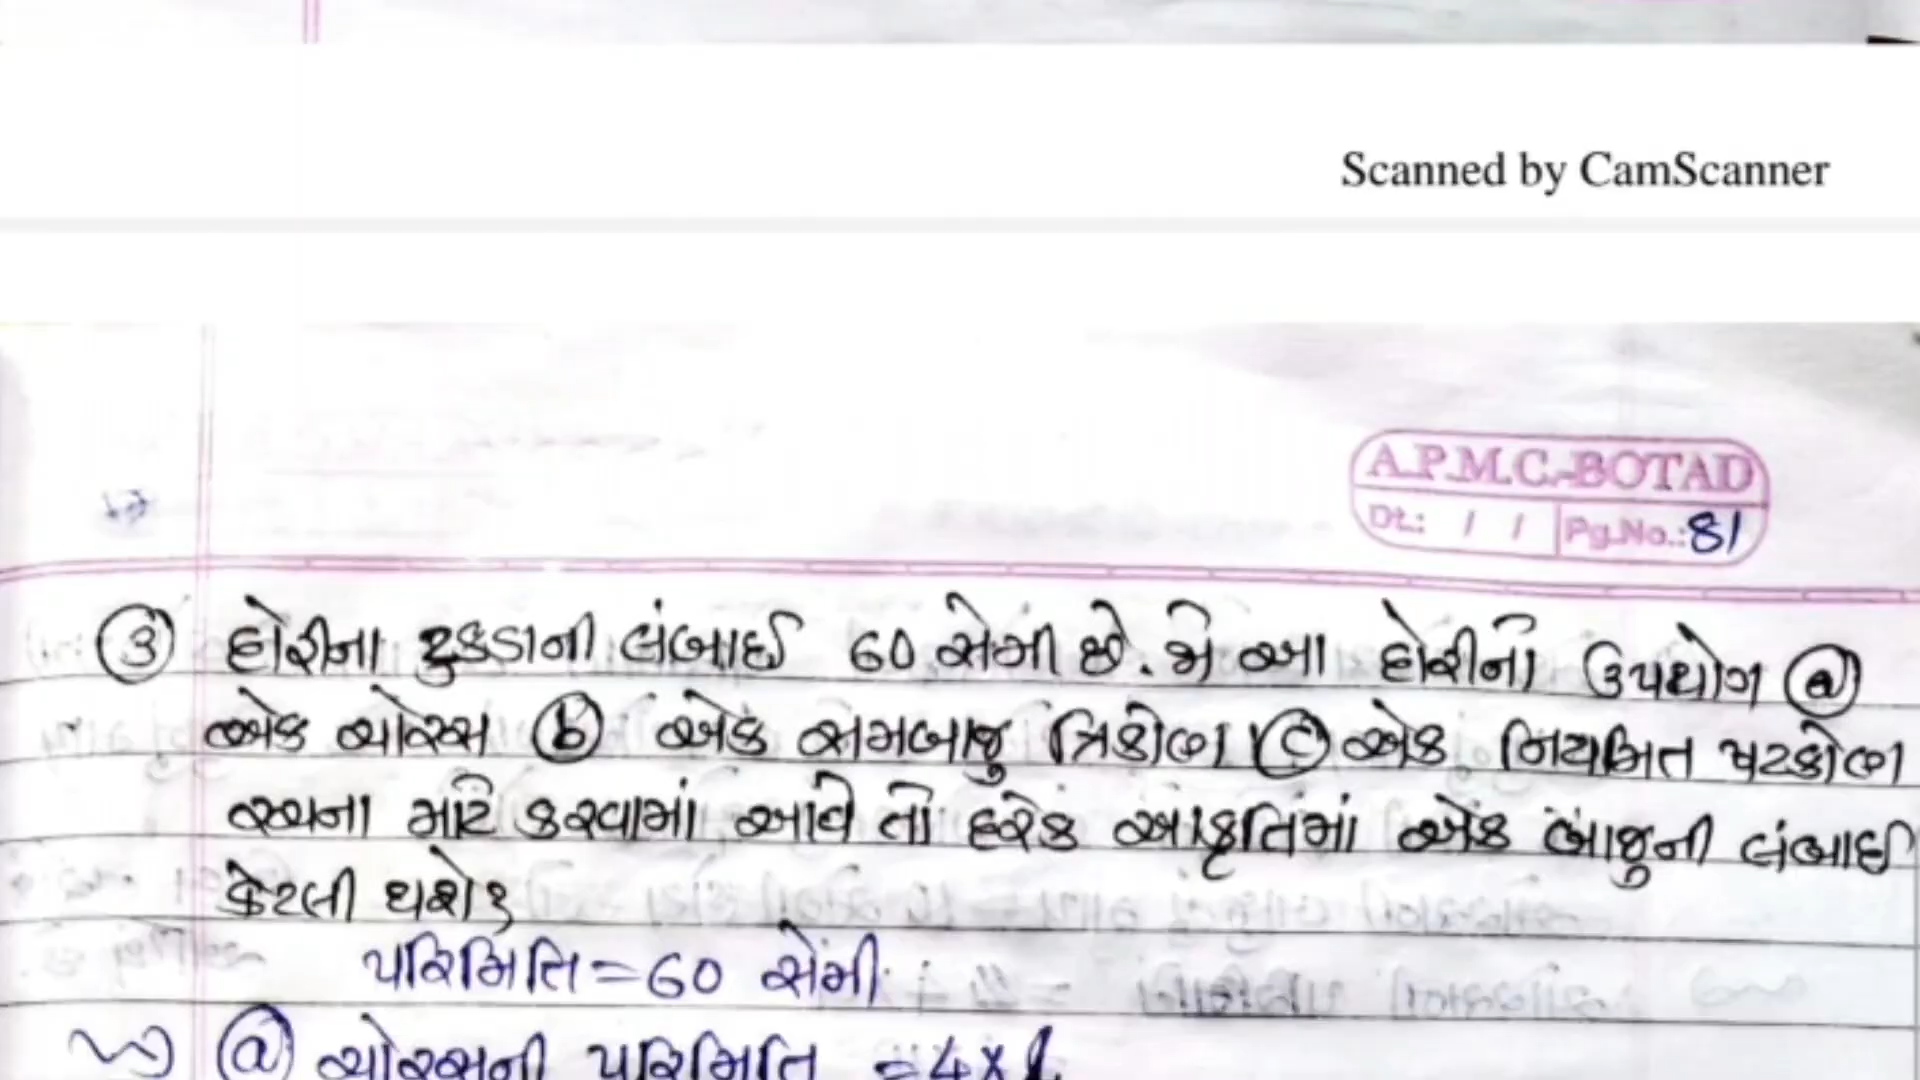 Scanned by CamScanner
A.P.M.C.-BOTAD
Dt.: / / Pg.No.:81
③ દોરીના ટુકડાની લંબાઈ 60 સેમી છે. જો આ દોરીનો ઉપયોગ ⓐ
એક ચોરસ ⓑ એક સમબાજુ ત્રિકોણ ⓒ એક નિયમિત ષટકોણ
રચના માટે કરવામાં આવે તો દરેક આકૃતિમાં એક બાજુની લંબાઈ
કેટલી થશે?
પરિમિતિ = 60 સેમી
ⓐ ચોરસની પરિમિતિ = 4 × l